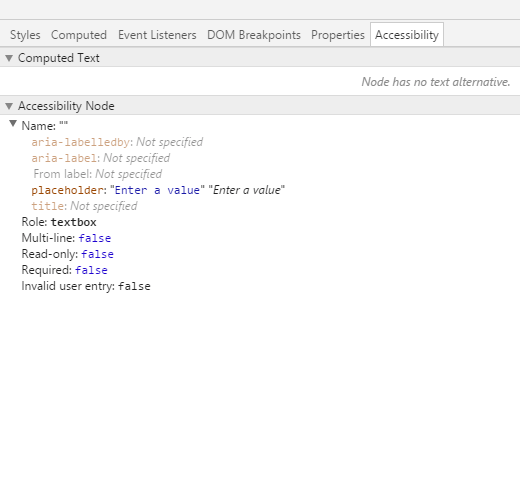 Styles Computed Event Listeners DOM Breakpoints Properties Accessibility
Computed Text
Node has no text alternative.
Accessibility Node
Name: ""
aria-labelledby: Not specified
aria-label: Not specified
From label: Not specified
placeholder: "Enter a value" "Enter a value"
title: Not specified
Role: textbox
Multi-line: false
Read-only: false
Required: false
Invalid user entry: false